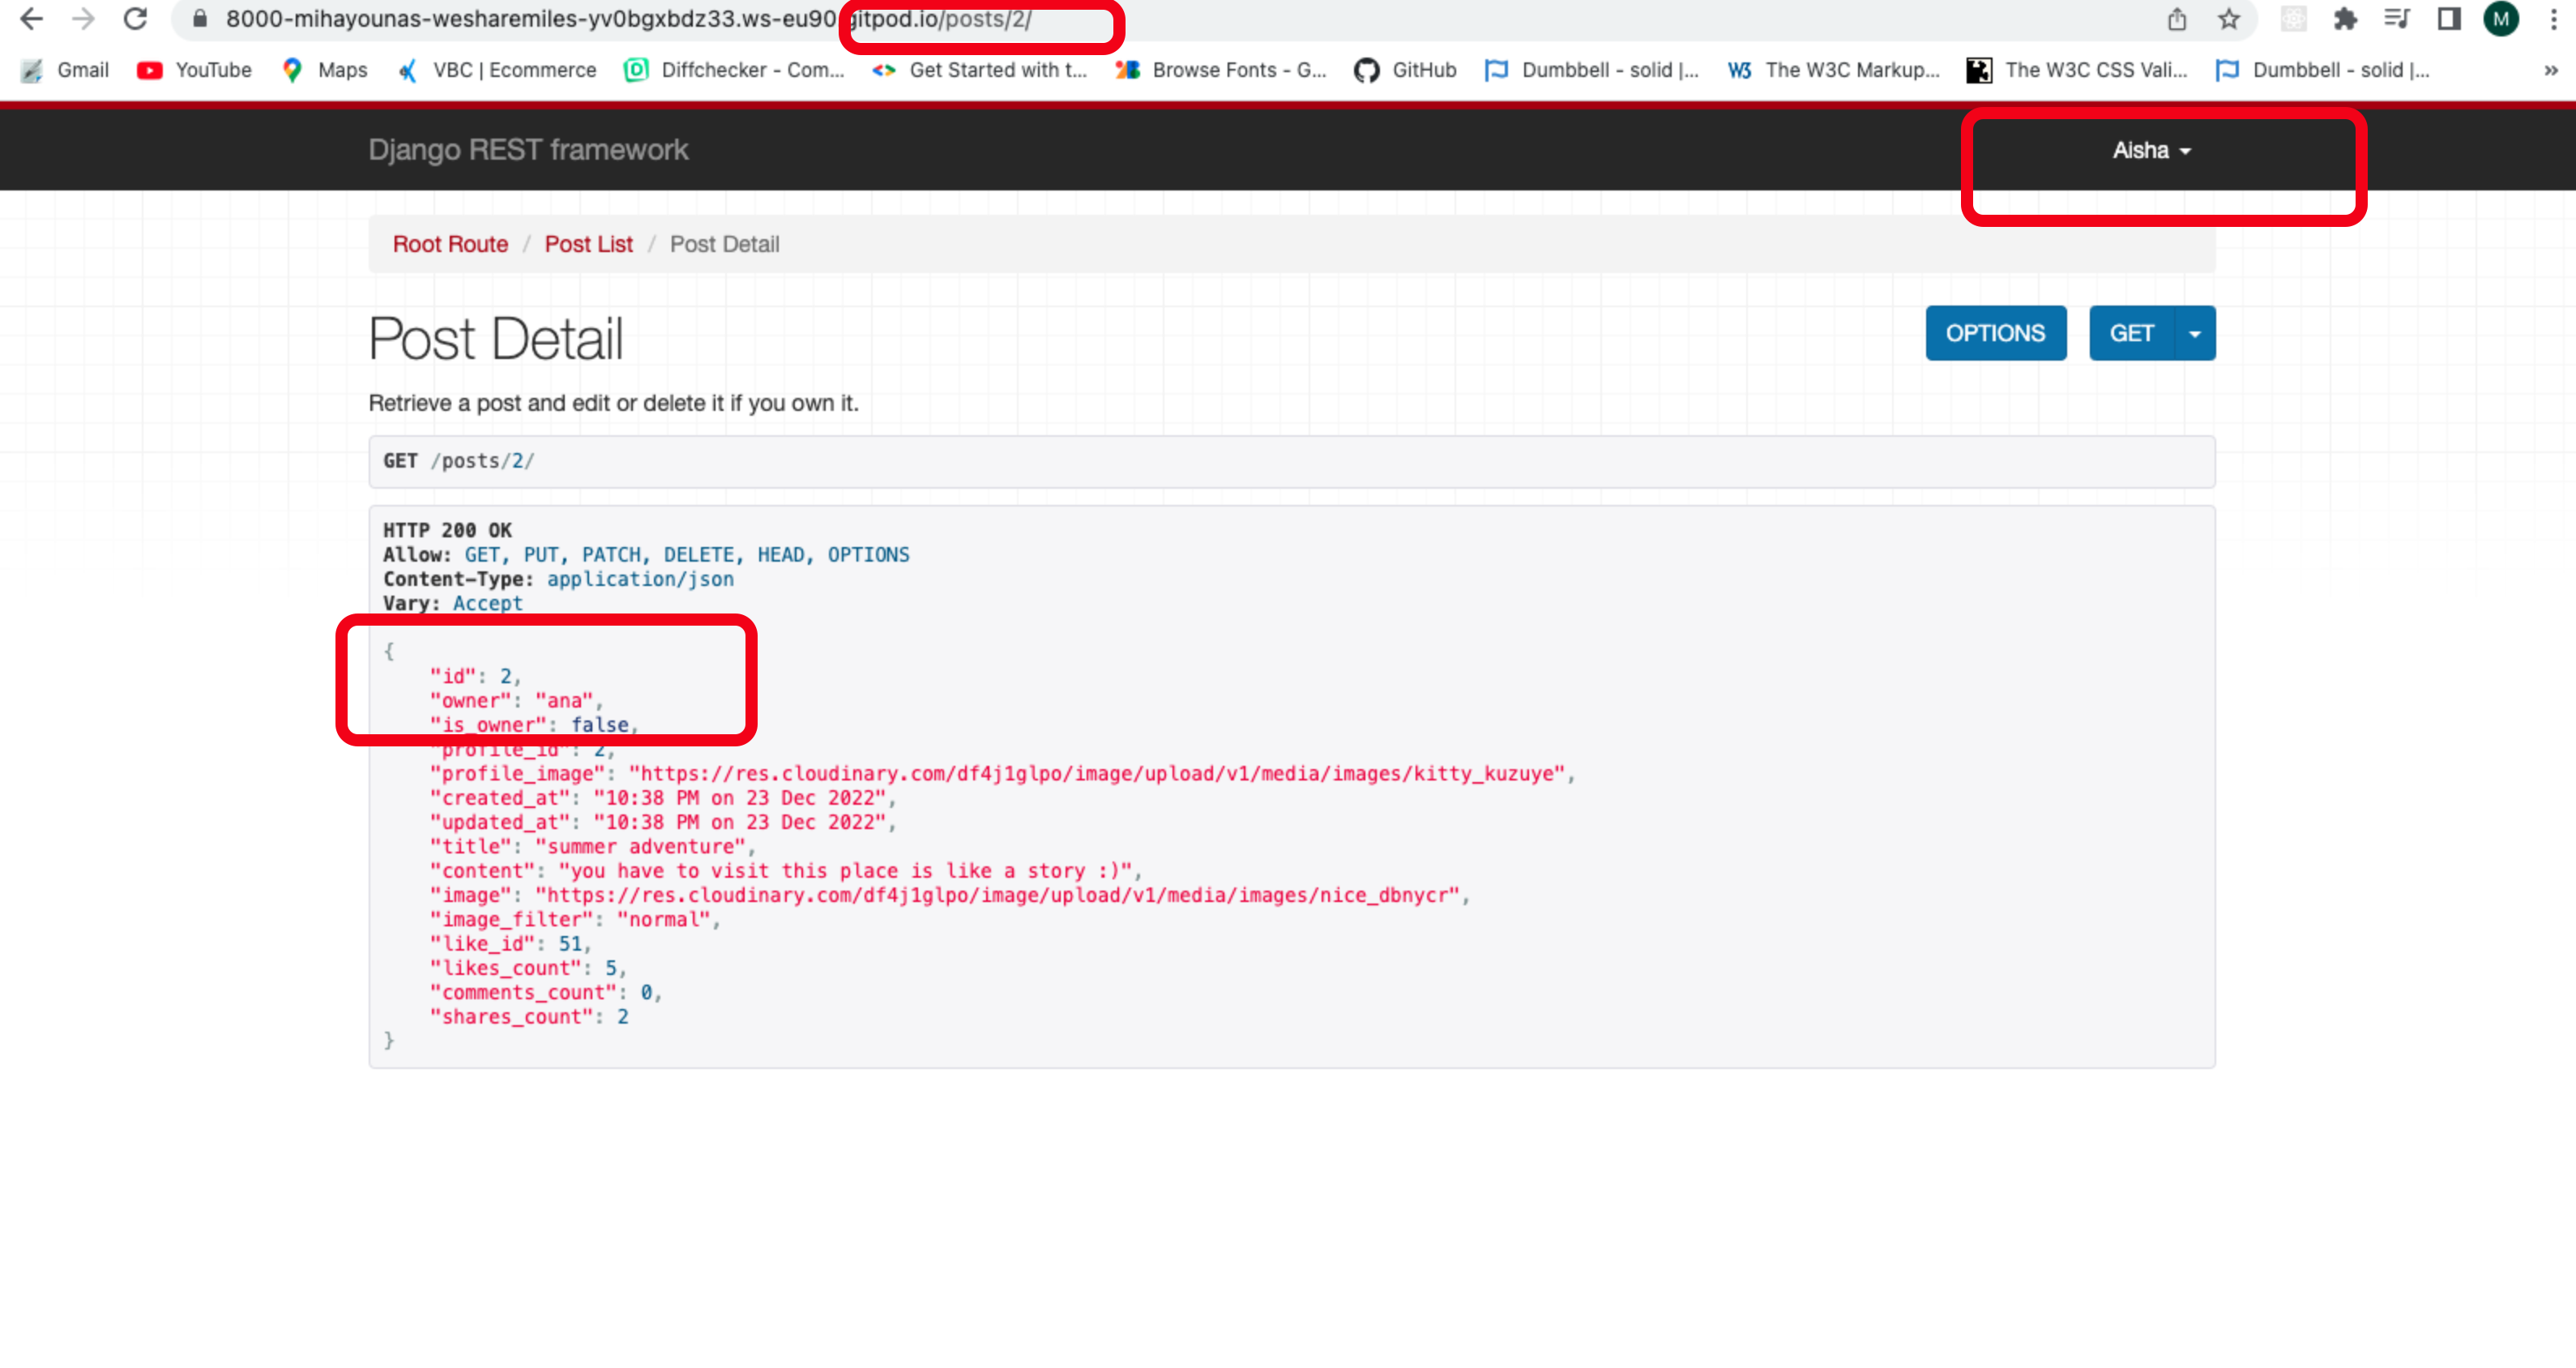 8000-mihayounas-wesharemiles-yv0bgxbdz33.ws-eu90.gitpod.io/posts/2/
M
Gmail YouTube Maps VBC | Ecommerce Diffchecker - Com... Get Started with t... Browse Fonts - G... GitHub Dumbbell - solid |... The W3C Markup... The W3C CSS Vali... Dumbbell - solid |... »
Django REST framework Aisha
Root Route / Post List / Post Detail
Post Detail OPTIONS GET
Retrieve a post and edit or delete it if you own it.
GET /posts/2/
HTTP 200 OK
Allow: GET, PUT, PATCH, DELETE, HEAD, OPTIONS
Content-Type: application/json
Vary: Accept
{
"id": 2,
"owner": "ana",
"is_owner": false,
"profile_id": 2,
"profile_image": "https://res.cloudinary.com/df4j1glpo/image/upload/v1/media/images/kitty_kuzuye",
"created_at": "10:38 PM on 23 Dec 2022",
"updated_at": "10:38 PM on 23 Dec 2022",
"title": "summer adventure",
"content": "you have to visit this place is like a story :)",
"image": "https://res.cloudinary.com/df4j1glpo/image/upload/v1/media/images/nice_dbnycr",
"image_filter": "normal",
"like_id": 51,
"likes_count": 5,
"comments_count": 0,
"shares_count": 2
}